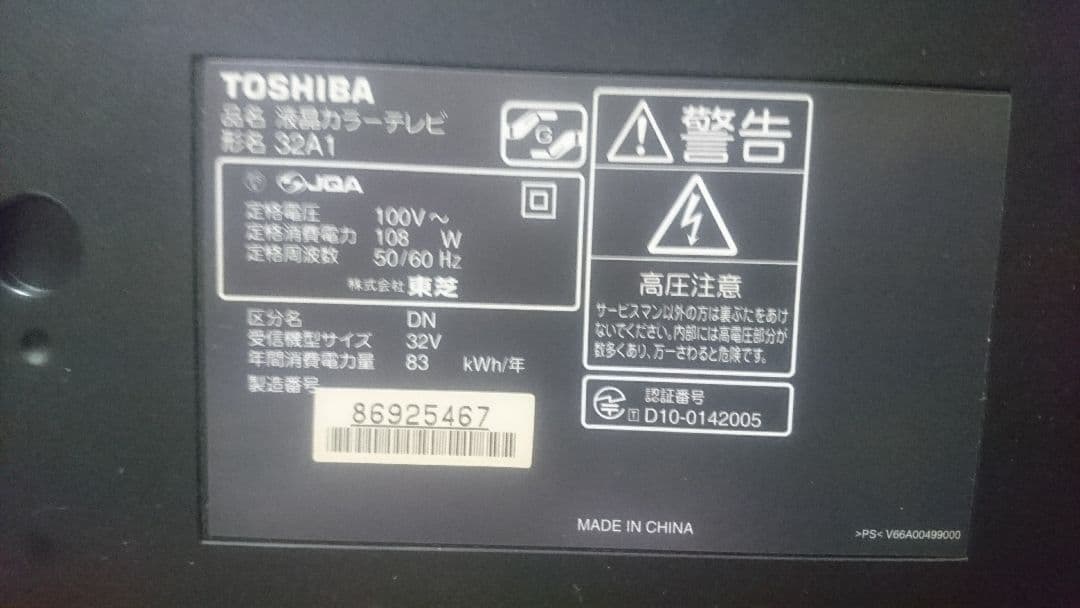 TOSHIBA
品名 液晶カラーテレビ
形名 32A1
JQA
定格電圧 100V～
定格消費電力 108 W
定格周波数 50/60 Hz
株式会社 東芝
区分名 DN
受信機型サイズ 32V
年間消費電力量 83 kWh/年
製造番号
86925467
G
警告
高圧注意
サービスマン以外の方は裏ぶたをあけ
ないでください。内部には高電圧部分が
数多くあり、万一さわると危険です。
認証番号
T D10-0142005
MADE IN CHINA
>PS< V66A00499000